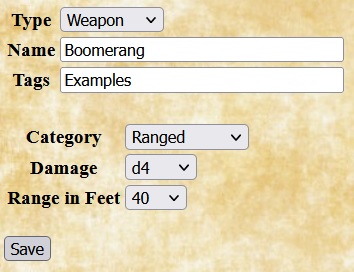 Type Weapon
Name Boomerang
Tags Examples
Category Ranged
Damage d4
Range in Feet 40
Save